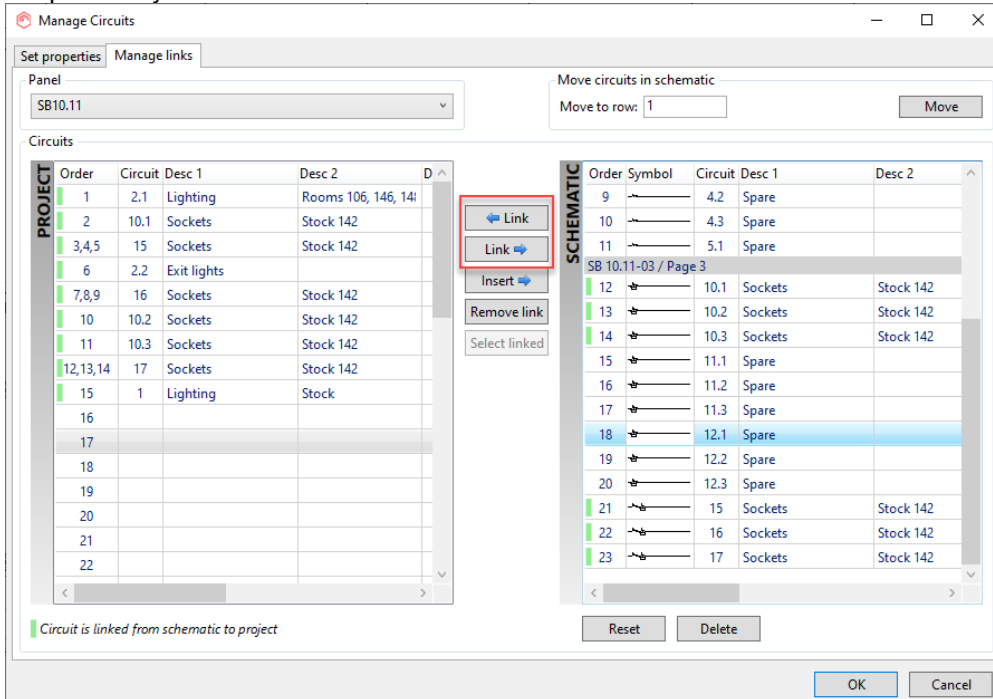 Manage Circuits
Set properties Manage links
Panel
SB10.11
Move circuits in schematic
Move to row: 1 Move
Circuits
PROJECT
Order Circuit Desc 1 Desc 2 D
1 2.1 Lighting Rooms 106, 146, 148
2 10.1 Sockets Stock 142
3,4,5 15 Sockets Stock 142
6 2.2 Exit lights
7,8,9 16 Sockets Stock 142
10 10.2 Sockets Stock 142
11 10.3 Sockets Stock 142
12,13,14 17 Sockets Stock 142
15 1 Lighting Stock
16
17
18
19
20
21
22
Link
Link
Insert
Remove link
Select linked
SCHEMATIC
Order Symbol Circuit Desc 1 Desc 2
9 4.2 Spare
10 4.3 Spare
11 5.1 Spare
SB 10.11-03 / Page 3
12 10.1 Sockets Stock 142
13 10.2 Sockets Stock 142
14 10.3 Sockets Stock 142
15 11.1 Spare
16 11.2 Spare
17 11.3 Spare
18 12.1 Spare
19 12.2 Spare
20 12.3 Spare
21 15 Sockets Stock 142
22 16 Sockets Stock 142
23 17 Sockets Stock 142
Circuit is linked from schematic to project
Reset Delete
OK Cancel